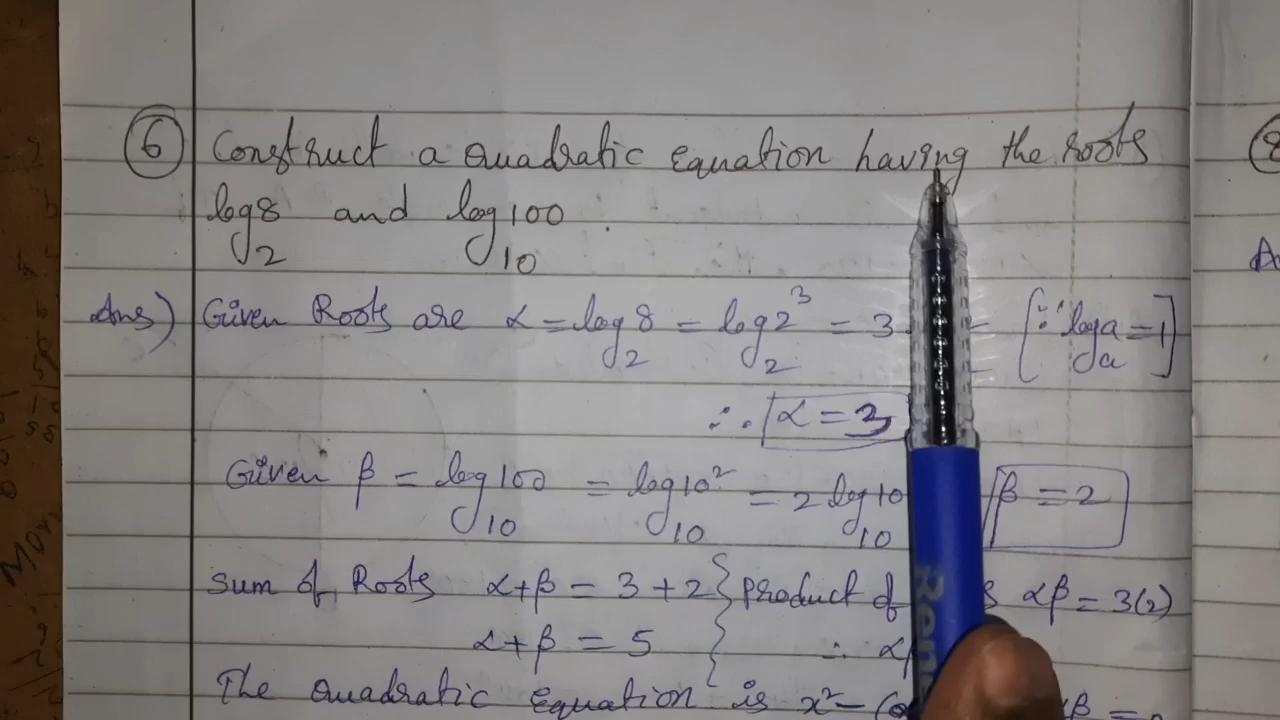 6 Construct a Quadratic Equation having the roots
log₂8 and log₁₀100.
Ans) Given Roots are α = log₂8 = log₂2³ = 3 = [∵ logₐa = 1]
∴ α = 3
Given β = log₁₀100 = log₁₀10² = 2 log₁₀10 β = 2
Sum of Roots α+β = 3 + 2 } product of αβ = 3(2)
α+β = 5 ∴
The Quadratic Equation is x² - ( β =
Ren